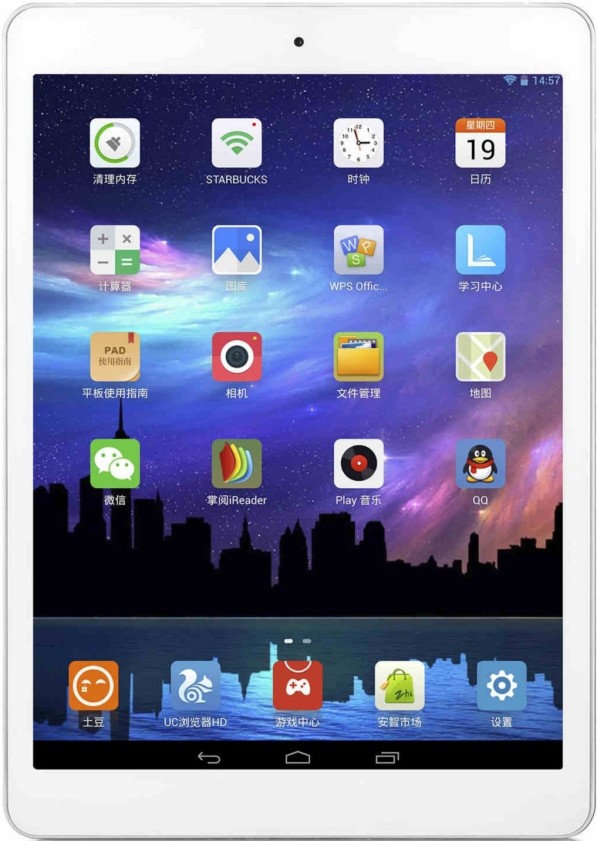 14:57
星期四
19
清理内存
STARBUCKS
时钟
日历
计算器
图库
WPS Offic...
学习中心
PAD
使用指南
平板使用指南
相机
文件管理
地图
微信
掌阅iReader
Play 音乐
QQ
土豆
UC浏览器HD
游戏中心
zhi
安智市场
设置